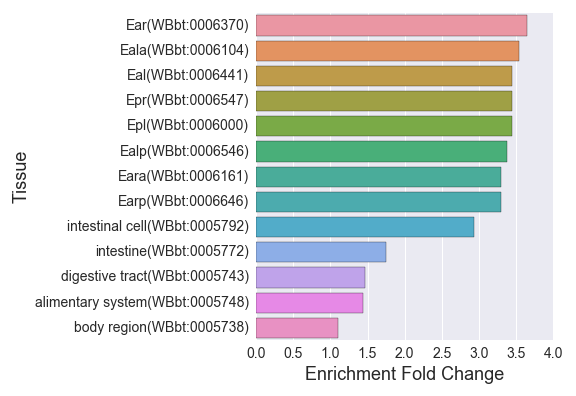 Ear(WBbt:0006370)
Eala(WBbt:0006104)
Eal(WBbt:0006441)
Epr(WBbt:0006547)
Epl(WBbt:0006000)
Ealp(WBbt:0006546)
Eara(WBbt:0006161)
Earp(WBbt:0006646)
intestinal cell(WBbt:0005792)
intestine(WBbt:0005772)
digestive tract(WBbt:0005743)
alimentary system(WBbt:0005748)
body region(WBbt:0005738)
Tissue
0.0 0.5 1.0 1.5 2.0 2.5 3.0 3.5 4.0
Enrichment Fold Change